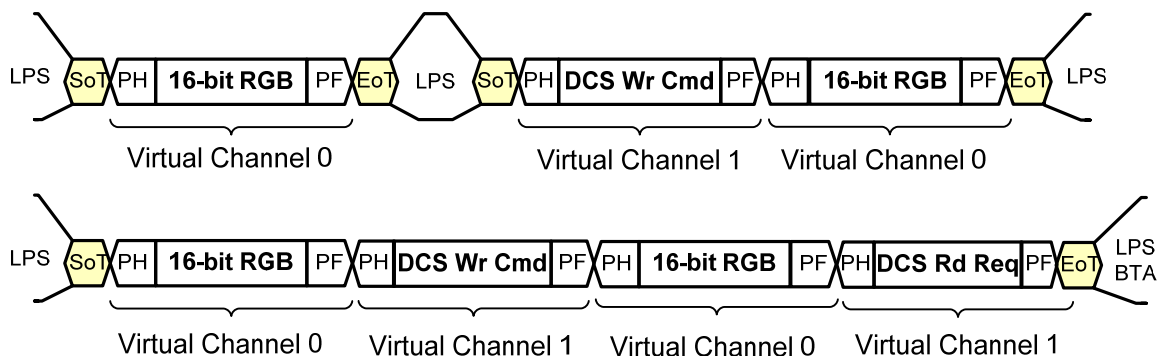 LPS SoT PH 16-bit RGB PF EoT LPS SoT PH DCS Wr Cmd PF PH 16-bit RGB PF EoT LPS
Virtual Channel 0 Virtual Channel 1 Virtual Channel 0
LPS SoT PH 16-bit RGB PF PH DCS Wr Cmd PF PH 16-bit RGB PF PH DCS Rd Req PF EoT LPS
BTA
Virtual Channel 0 Virtual Channel 1 Virtual Channel 0 Virtual Channel 1